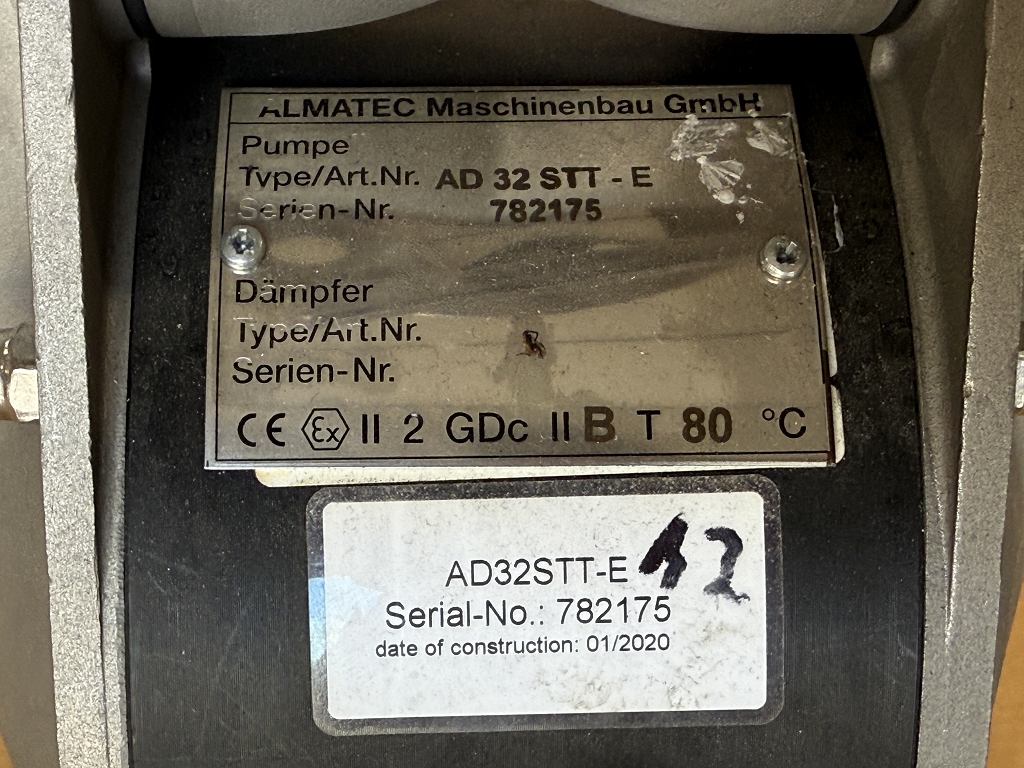 ALMATEC Maschinenbau GmbH
Pumpe
Type/Art.Nr. AD 32 STT - E
Serien-Nr. 782175
Dämpfer
Type/Art.Nr.
Serien-Nr.
CE Ex II 2 GDc II B T 80 °C
AD32STT-E 12
Serial-No.: 782175
date of construction: 01/2020